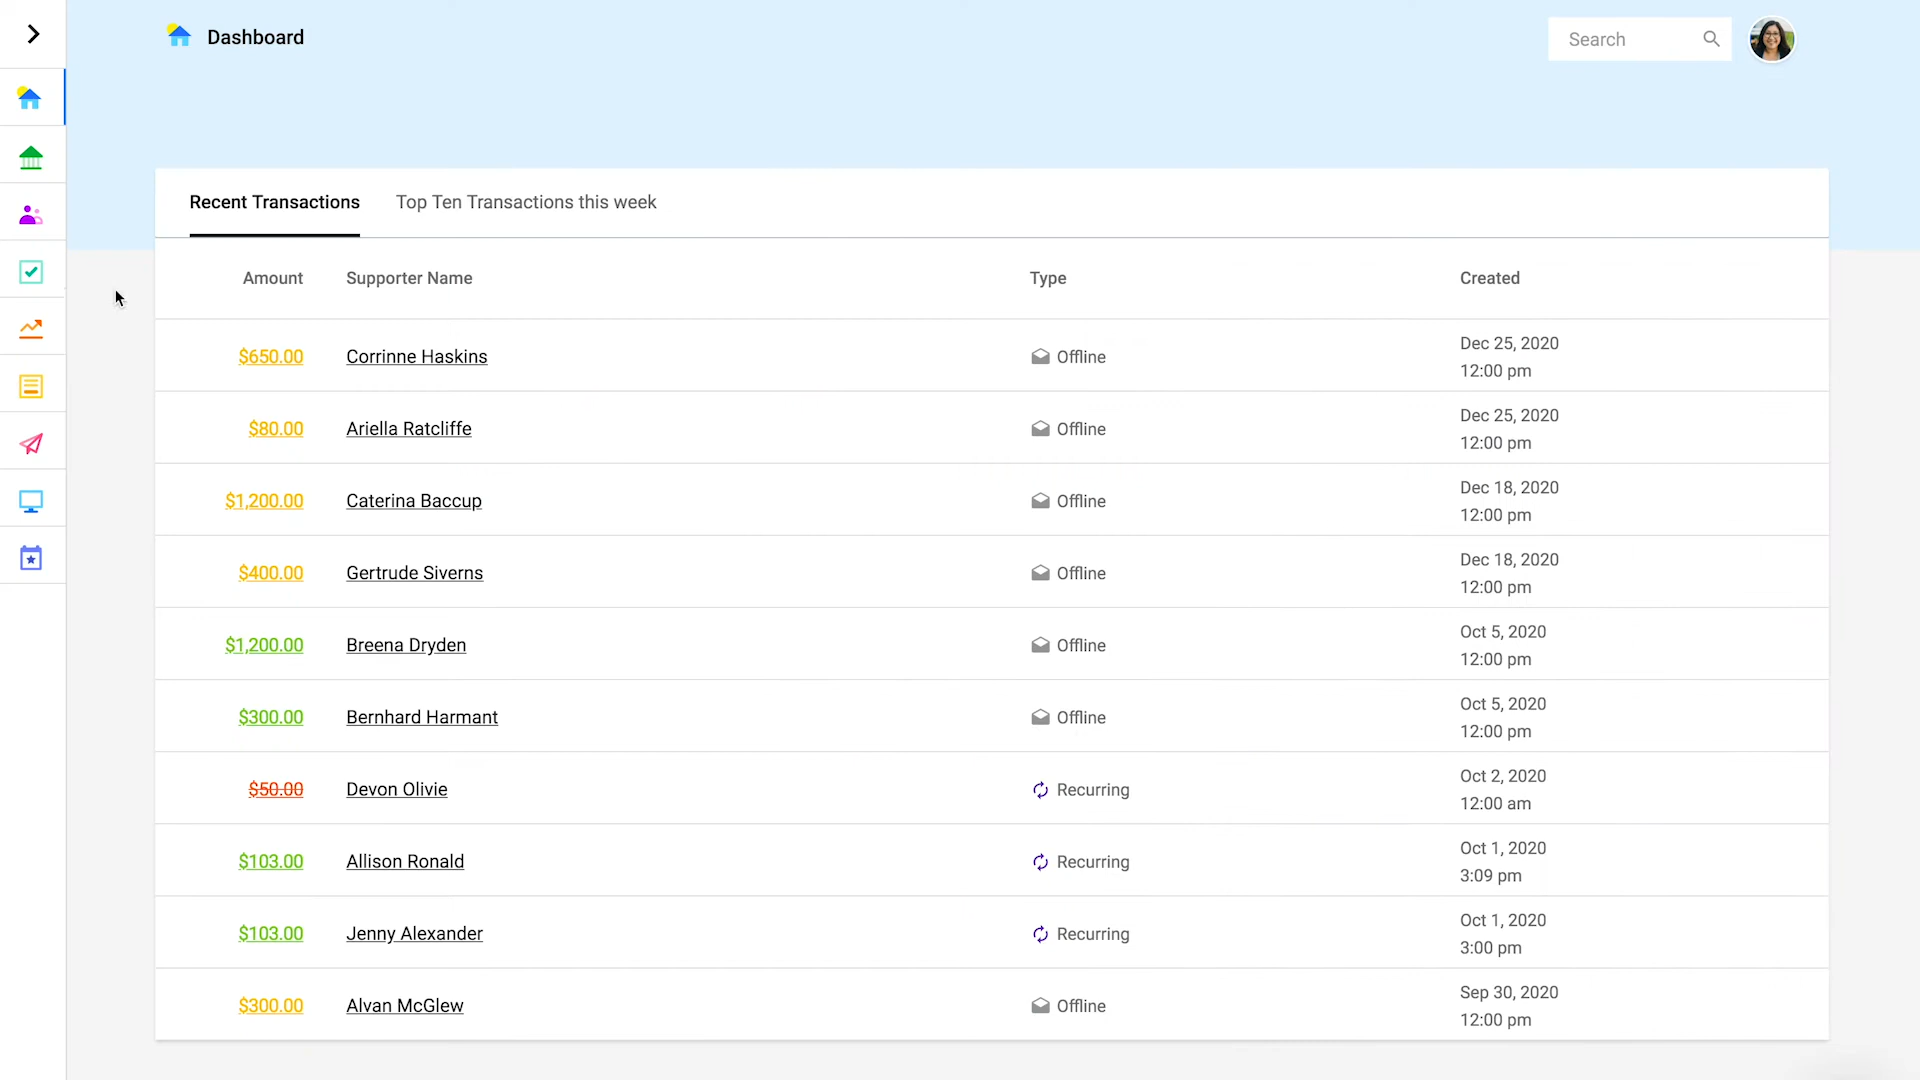 Dashboard
Search
Recent Transactions Top Ten Transactions this week
Amount Supporter Name Type Created
$650.00 Corrinne Haskins Offline Dec 25, 2020
12:00 pm
$80.00 Ariella Ratcliffe Offline Dec 25, 2020
12:00 pm
$1,200.00 Caterina Baccup Offline Dec 18, 2020
12:00 pm
$400.00 Gertrude Siverns Offline Dec 18, 2020
12:00 pm
$1,200.00 Breena Dryden Offline Oct 5, 2020
12:00 pm
$300.00 Bernhard Harmant Offline Oct 5, 2020
12:00 pm
$50.00 Devon Olivie Recurring Oct 2, 2020
12:00 am
$103.00 Allison Ronald Recurring Oct 1, 2020
3:09 pm
$103.00 Jenny Alexander Recurring Oct 1, 2020
3:00 pm
$300.00 Alvan McGlew Offline Sep 30, 2020
12:00 pm